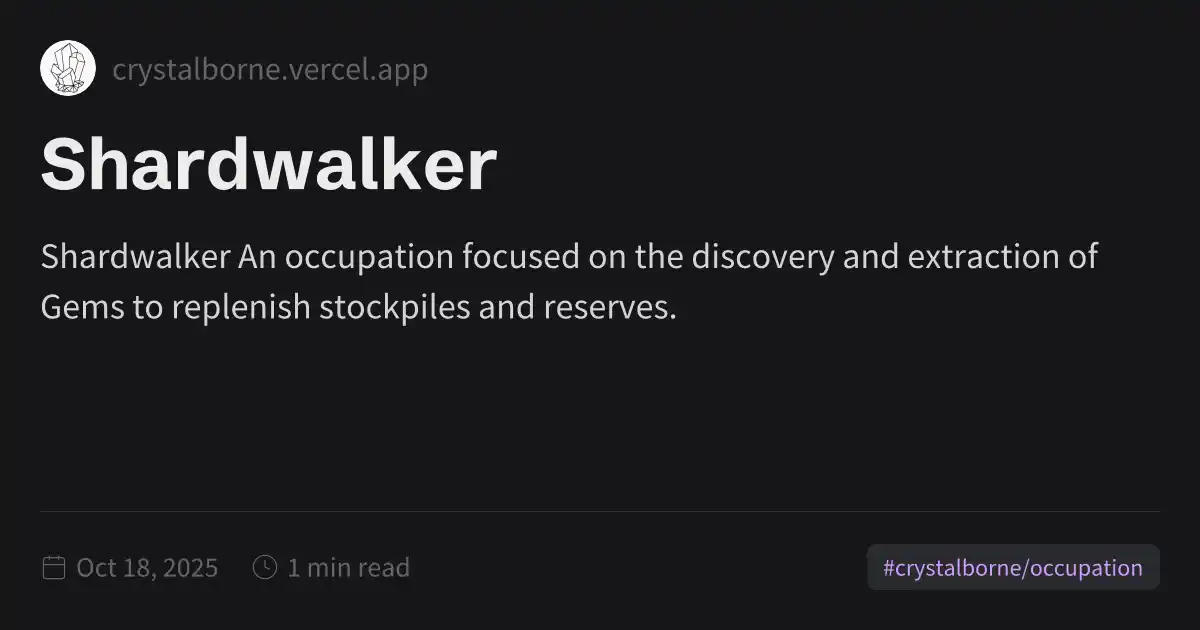 crystalborne.vercel.app
Shardwalker
Shardwalker An occupation focused on the discovery and extraction of
Gems to replenish stockpiles and reserves.
Oct 18, 2025
1 min read
#crystalborne/occupation